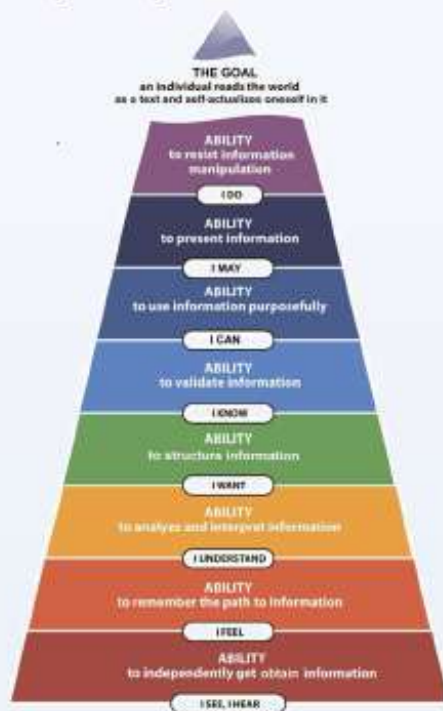 THE GOAL
an individual reads the world
as a text and self-actualizes oneself in it
ABILITY
to resist information
manipulation
I DO
ABILITY
to present information
I MAY
ABILITY
to use information purposefully
I CAN
ABILITY
to validate information
I KNOW
ABILITY
to structure information
I WANT
ABILITY
to analyze and interpret information
I UNDERSTAND
ABILITY
to remember the path to information
I FEEL
ABILITY
to independently get obtain information
I SEE, I HEAR